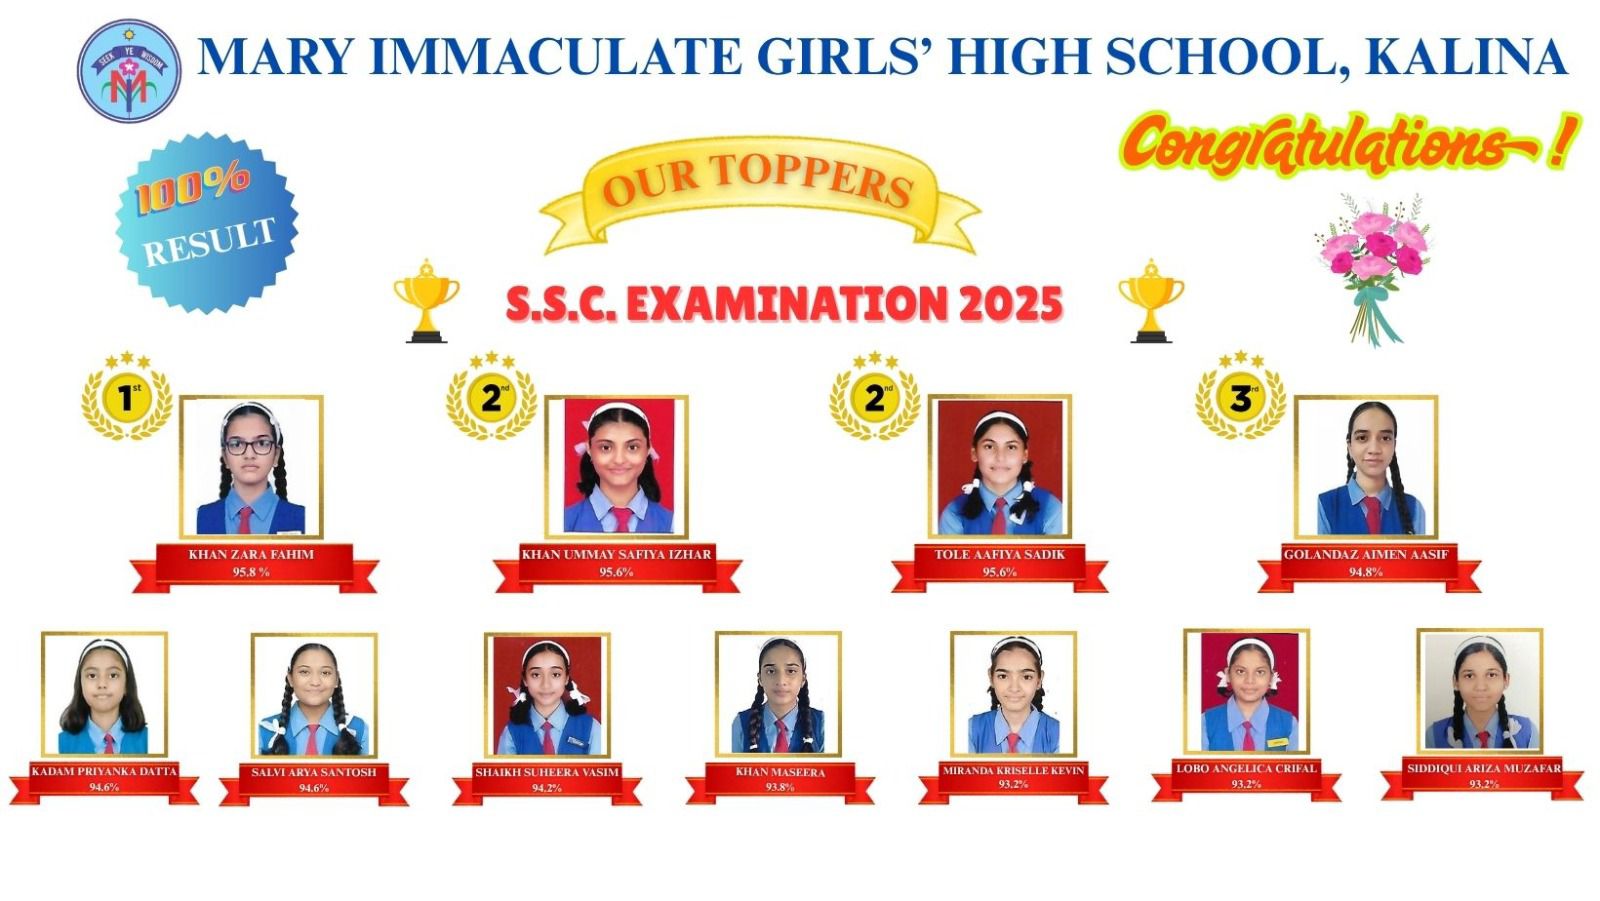 SEEK YE WISDOM
M
MARY IMMACULATE GIRLS’ HIGH SCHOOL, KALINA
Congratulations !
100%
RESULT
OUR TOPPERS
S.S.C. EXAMINATION 2025
1st
2nd
2nd
3rd
KHAN ZARA FAHIM
95.8 %
KHAN UMMAY SAFIYA IZHAR
95.6%
TOLE AAFIYA SADIK
95.6%
GOLANDAZ AIMEN AASIF
94.8%
KADAM PRIYANKA DATTA
94.6%
SALVI ARYA SANTOSH
94.6%
SHAIKH SUHEERA VASIM
94.2%
KHAN MASEERA
93.8%
MIRANDA KRISELLE KEVIN
93.2%
LOBO ANGELICA CRIFAL
93.2%
SIDDIQUI ARIZA MUZAFAR
93.2%